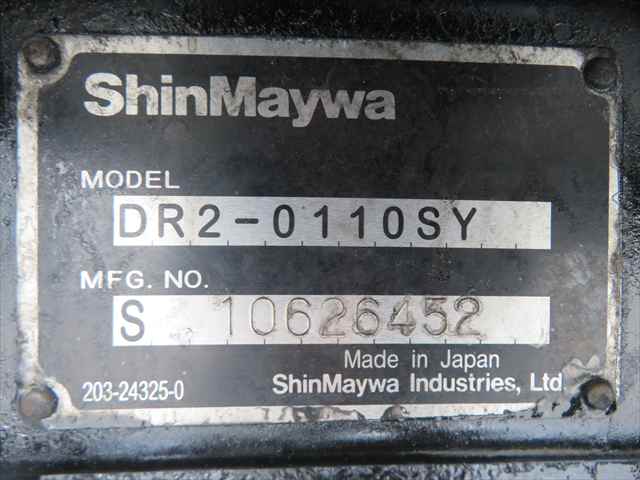 ShinMaywa
MODEL
DR2-0110SY
MFG. NO.
S 10626452
Made in Japan
203-24325-0 ShinMaywa Industries, Ltd.